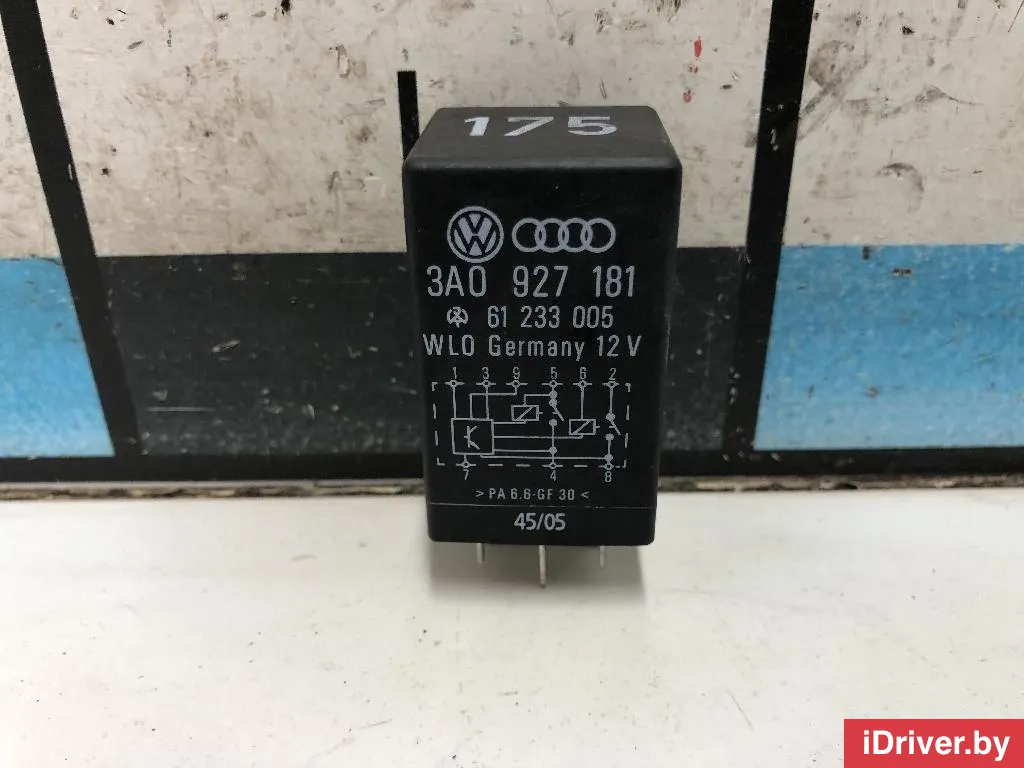 175
3A0 927 181
61 233 005
WLO Germany 12 V
1 3 9 5 6 2
7 4 8
>PA 6.6-GF 30<
45/05
iDriver.by